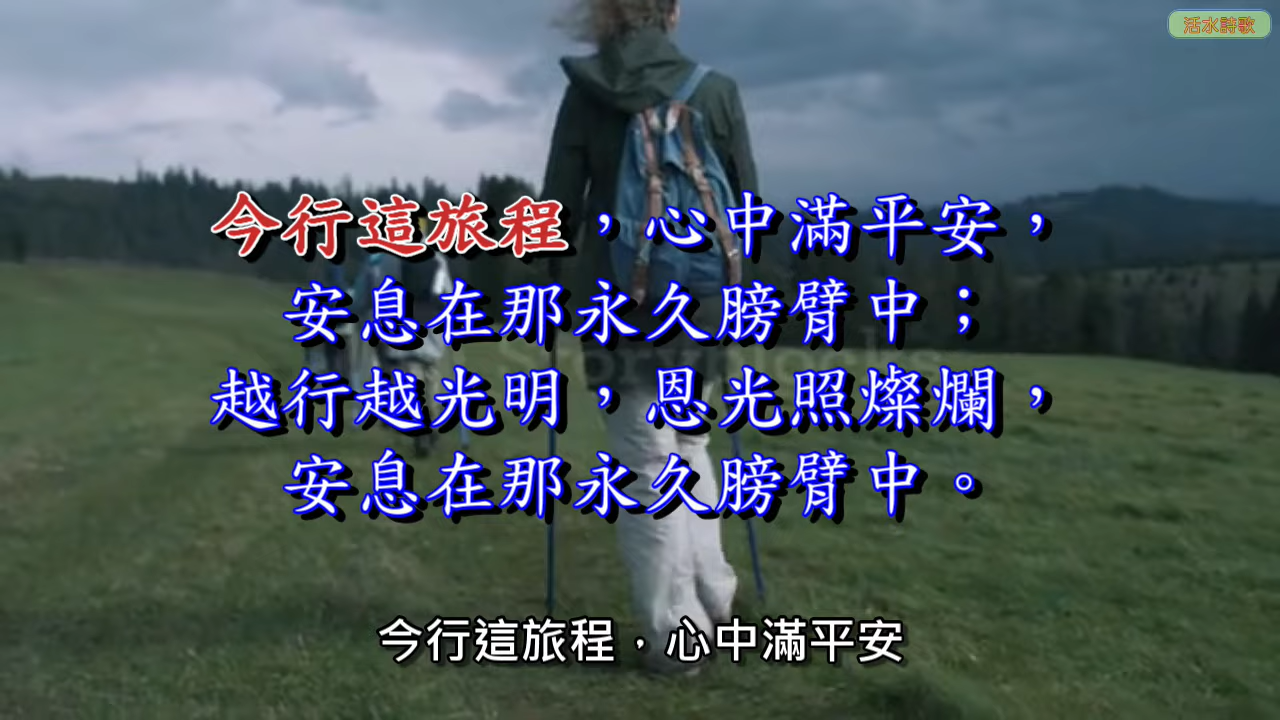 活水詩歌
今行這旅程，心中滿平安，
安息在那永久膀臂中；
越行越光明，恩光照燦爛，
安息在那永久膀臂中。
今行這旅程，心中滿平安